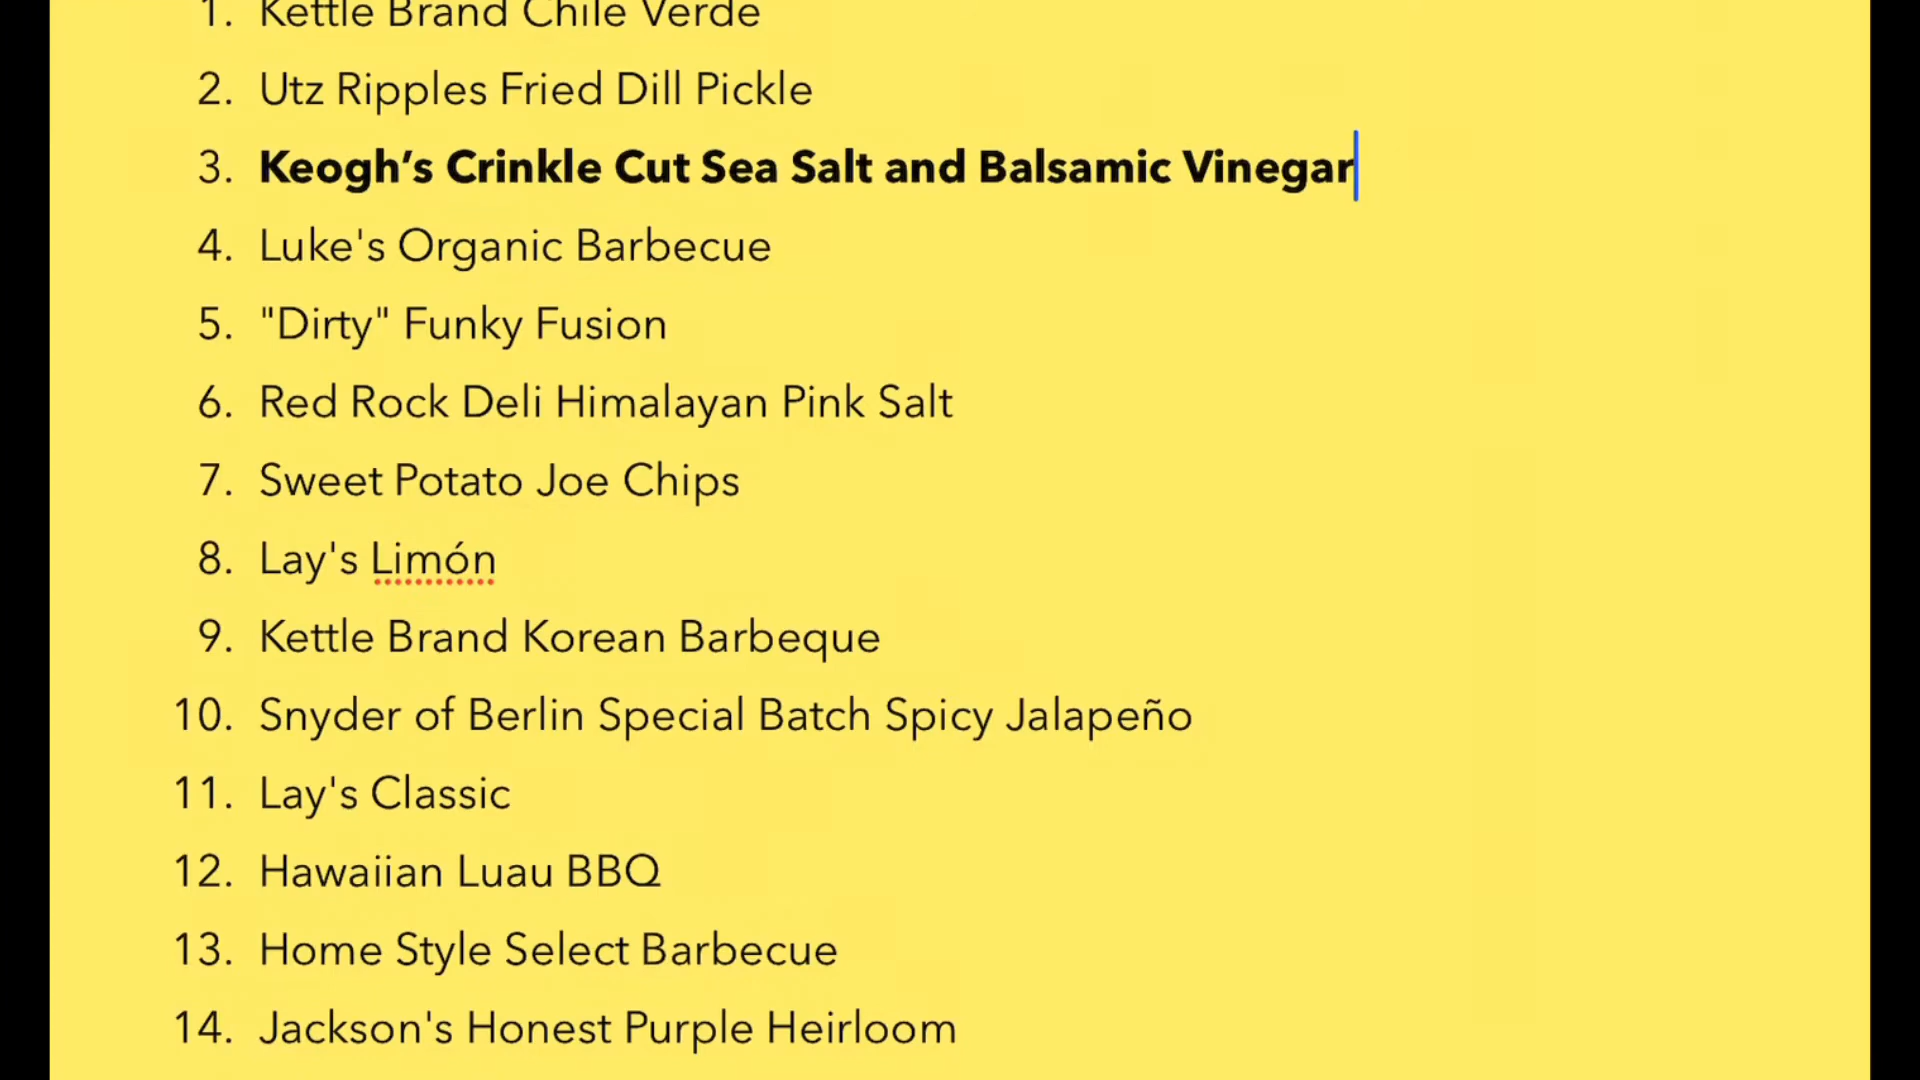 1. Kettle Brand Chile Verde
2. Utz Ripples Fried Dill Pickle
3. Keogh’s Crinkle Cut Sea Salt and Balsamic Vinegar
4. Luke's Organic Barbecue
5. "Dirty" Funky Fusion
6. Red Rock Deli Himalayan Pink Salt
7. Sweet Potato Joe Chips
8. Lay's Limón
9. Kettle Brand Korean Barbeque
10. Snyder of Berlin Special Batch Spicy Jalapeño
11. Lay's Classic
12. Hawaiian Luau BBQ
13. Home Style Select Barbecue
14. Jackson's Honest Purple Heirloom